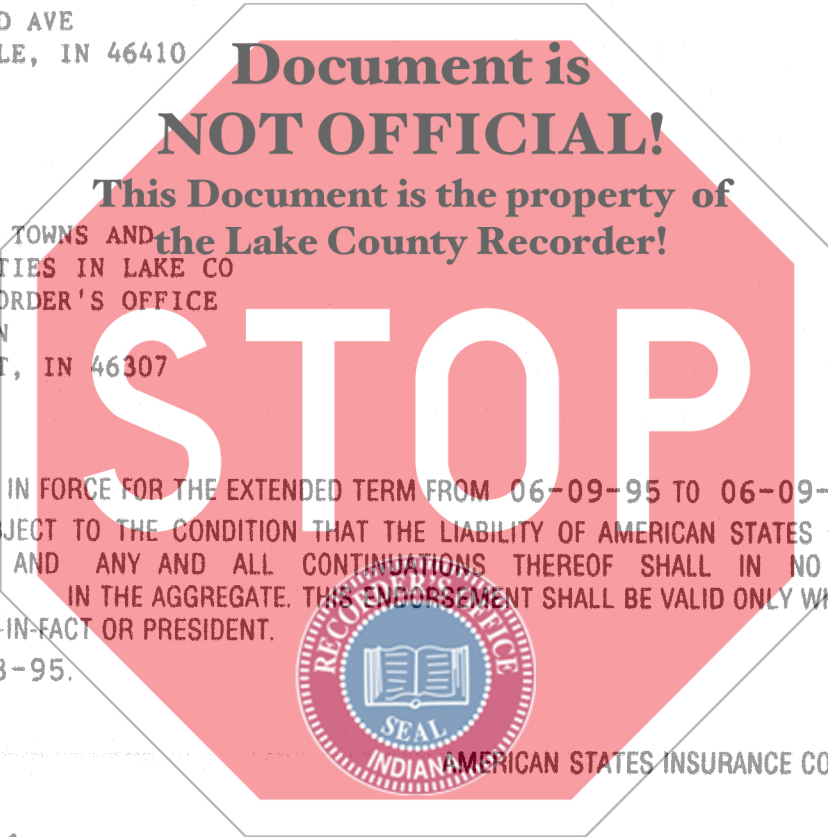 D AVE
LE, IN 46410
Document is
NOT OFFICIAL!
This Document is the property of
the Lake County Recorder!
TOWNS AND
TIES IN LAKE CO
ORDER'S OFFICE
N
T, IN 46307
STOP
IN FORCE FOR THE EXTENDED TERM FROM 06-09-95 TO 06-09-
BJECT TO THE CONDITION THAT THE LIABILITY OF AMERICAN STATES
AND ANY AND ALL CONTINUATIONS THEREOF SHALL IN NO
IN THE AGGREGATE. THIS ENDORSEMENT SHALL BE VALID ONLY WH
-IN-FACT OR PRESIDENT.
3-95.
RECORDER'S OFFICE
SEAL
INDIANA
AMERICAN STATES INSURANCE CO